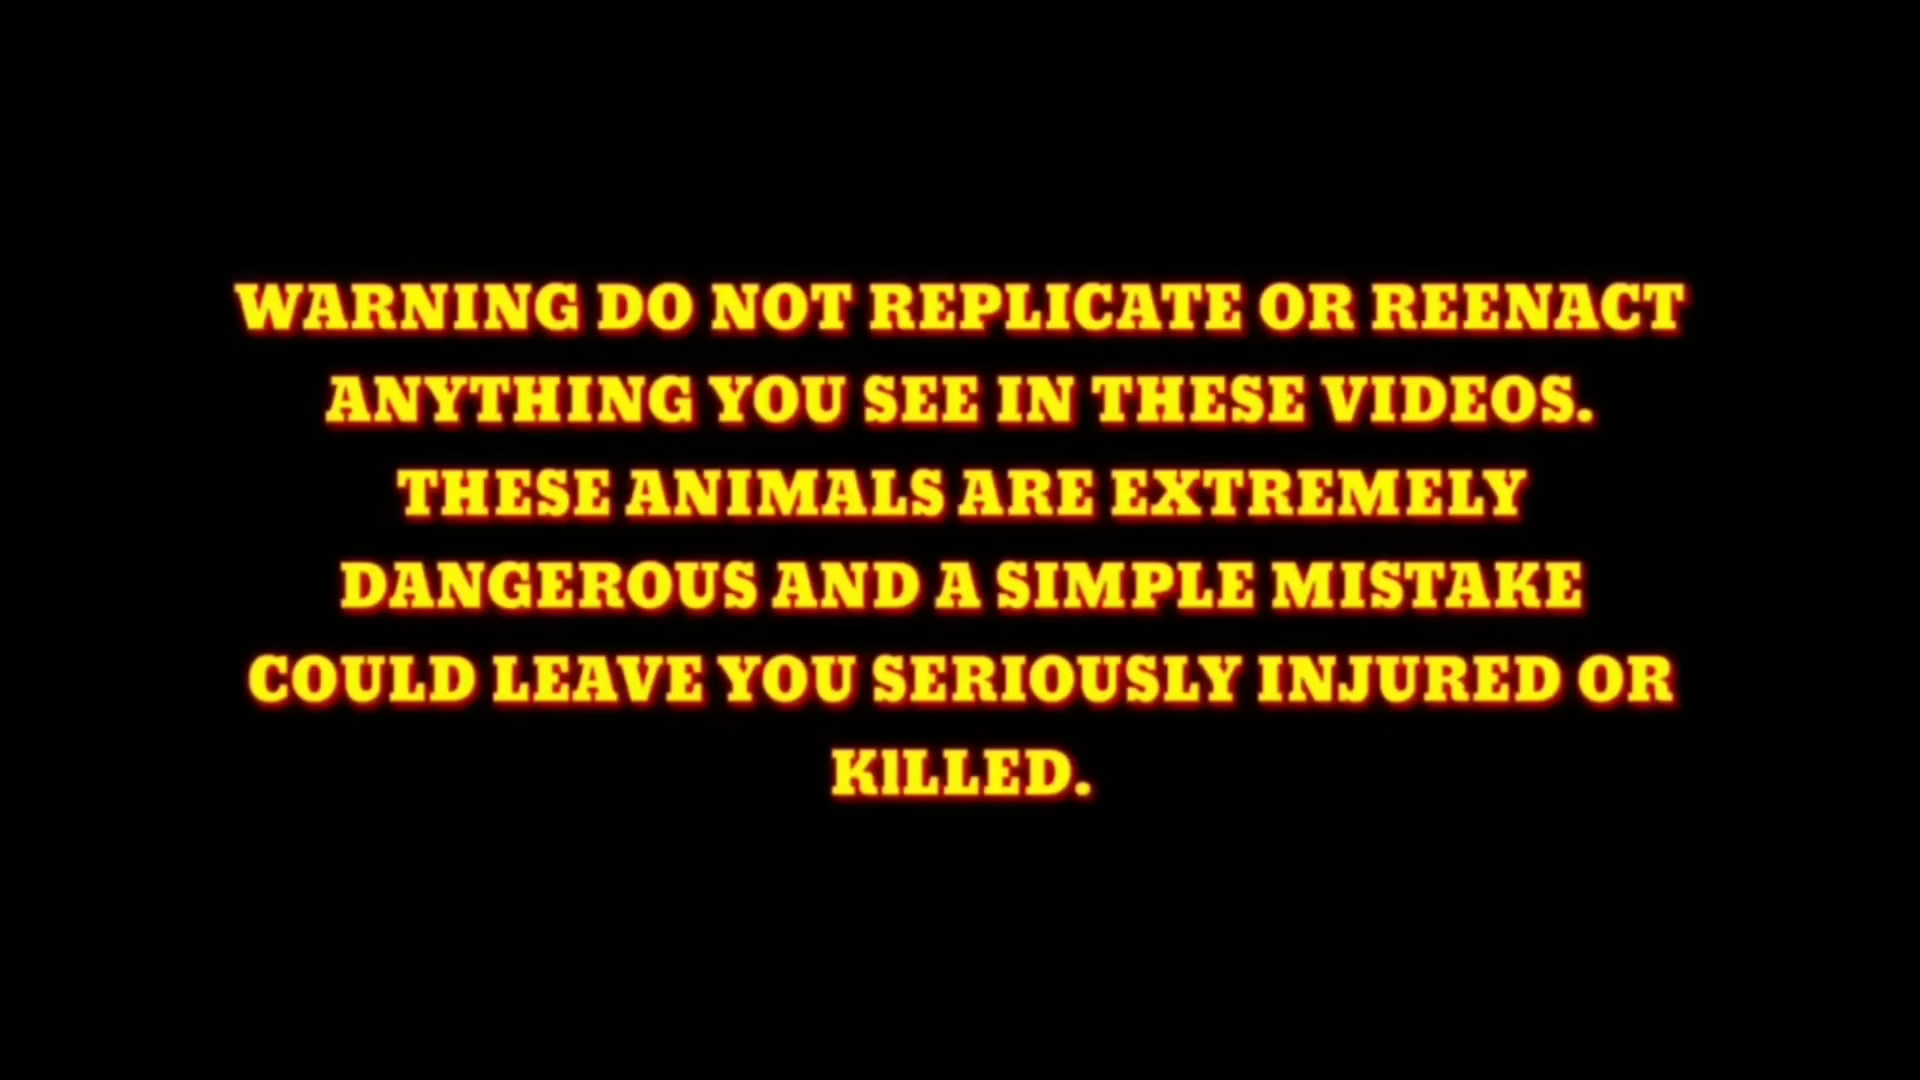 WARNING DO NOT REPLICATE OR REENACT
ANYTHING YOU SEE IN THESE VIDEOS.
THESE ANIMALS ARE EXTREMELY
DANGEROUS AND A SIMPLE MISTAKE
COULD LEAVE YOU SERIOUSLY INJURED OR
KILLED.